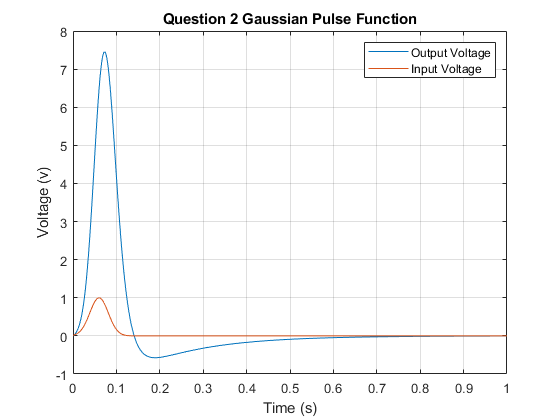 Question 2 Gaussian Pulse Function
Output Voltage
Input Voltage
Voltage (v)
8
7
6
5
4
3
2
1
0
-1
0 0.1 0.2 0.3 0.4 0.5 0.6 0.7 0.8 0.9 1
Time (s)